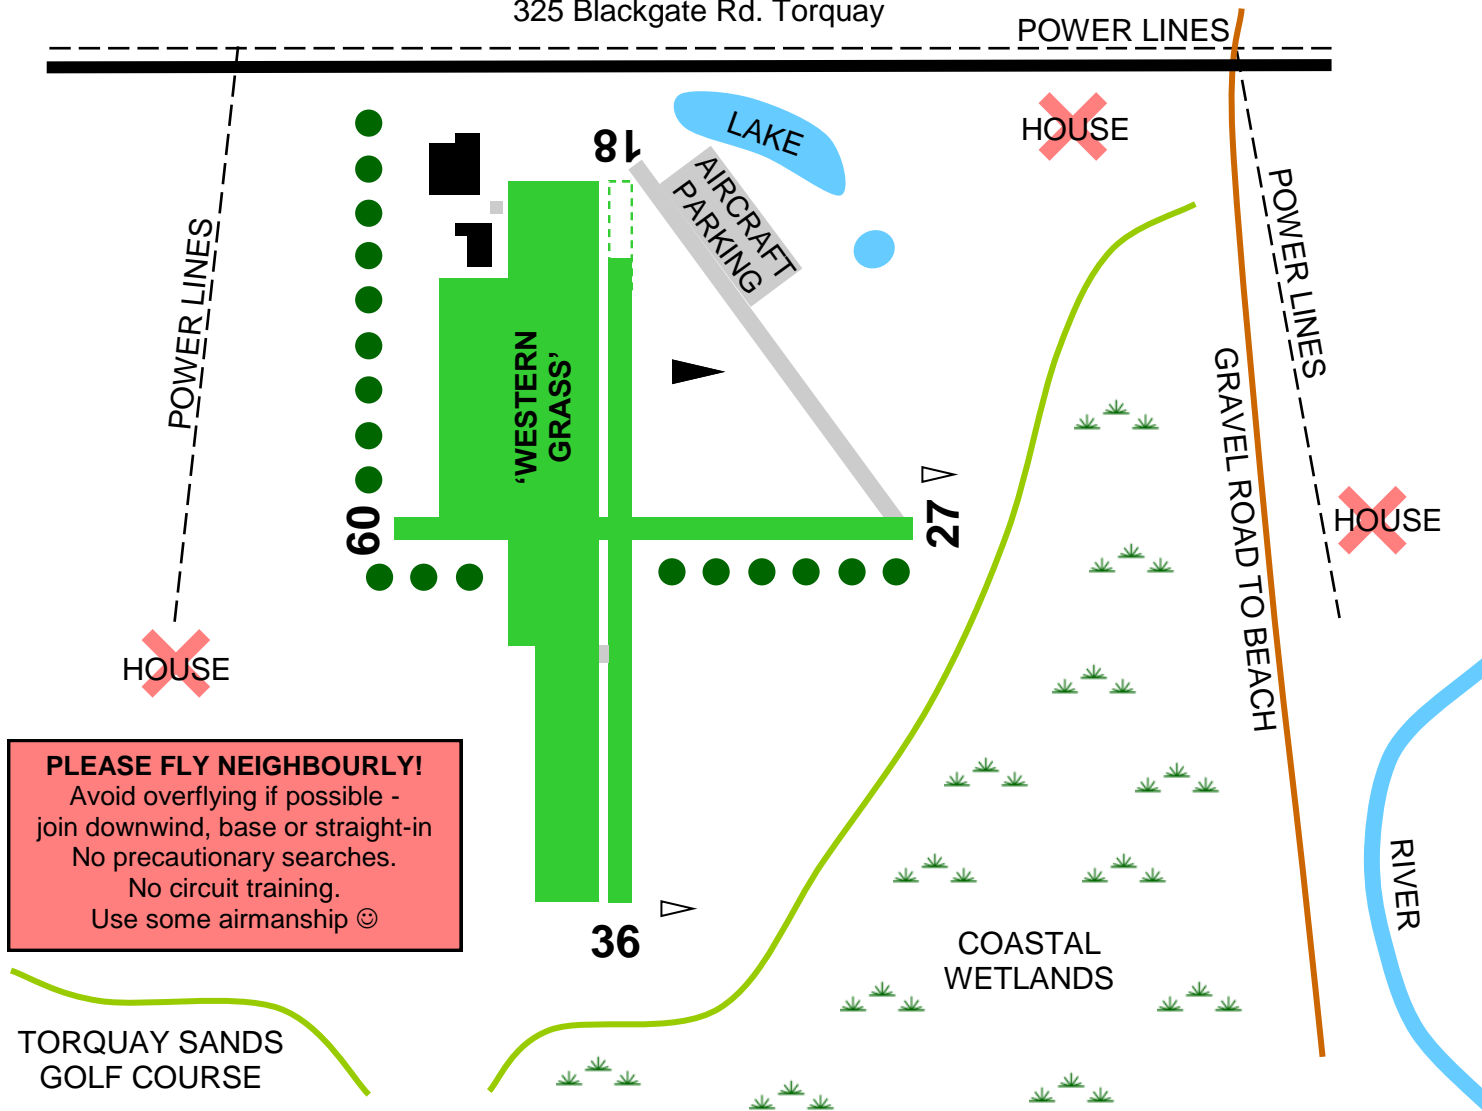 325 Blackgate Rd. Torquay
POWER LINES
18
LAKE
HOUSE
AIRCRAFT
PARKING
POWER LINES
POWER LINES
'WESTERN
GRASS'
GRAVEL ROAD TO BEACH
09
27
HOUSE
HOUSE
PLEASE FLY NEIGHBOURLY!
Avoid overflying if possible -
join downwind, base or straight-in
No precautionary searches.
No circuit training.
Use some airmanship ☺
RIVER
36
COASTAL
WETLANDS
TORQUAY SANDS
GOLF COURSE